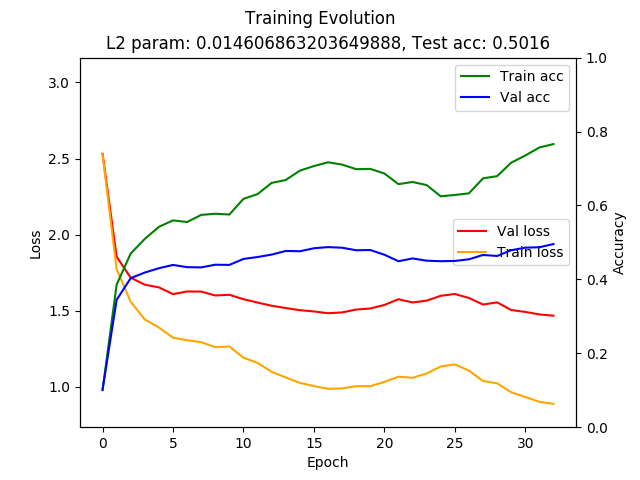 Training Evolution
L2 param: 0.014606863203649888, Test acc: 0.5016
Train acc
Val acc
Val loss
Train loss
Loss
3.0
2.5
2.0
1.5
1.0
Accuracy
1.0
0.8
0.6
0.4
0.2
0.0
0 5 10 15 20 25 30
Epoch